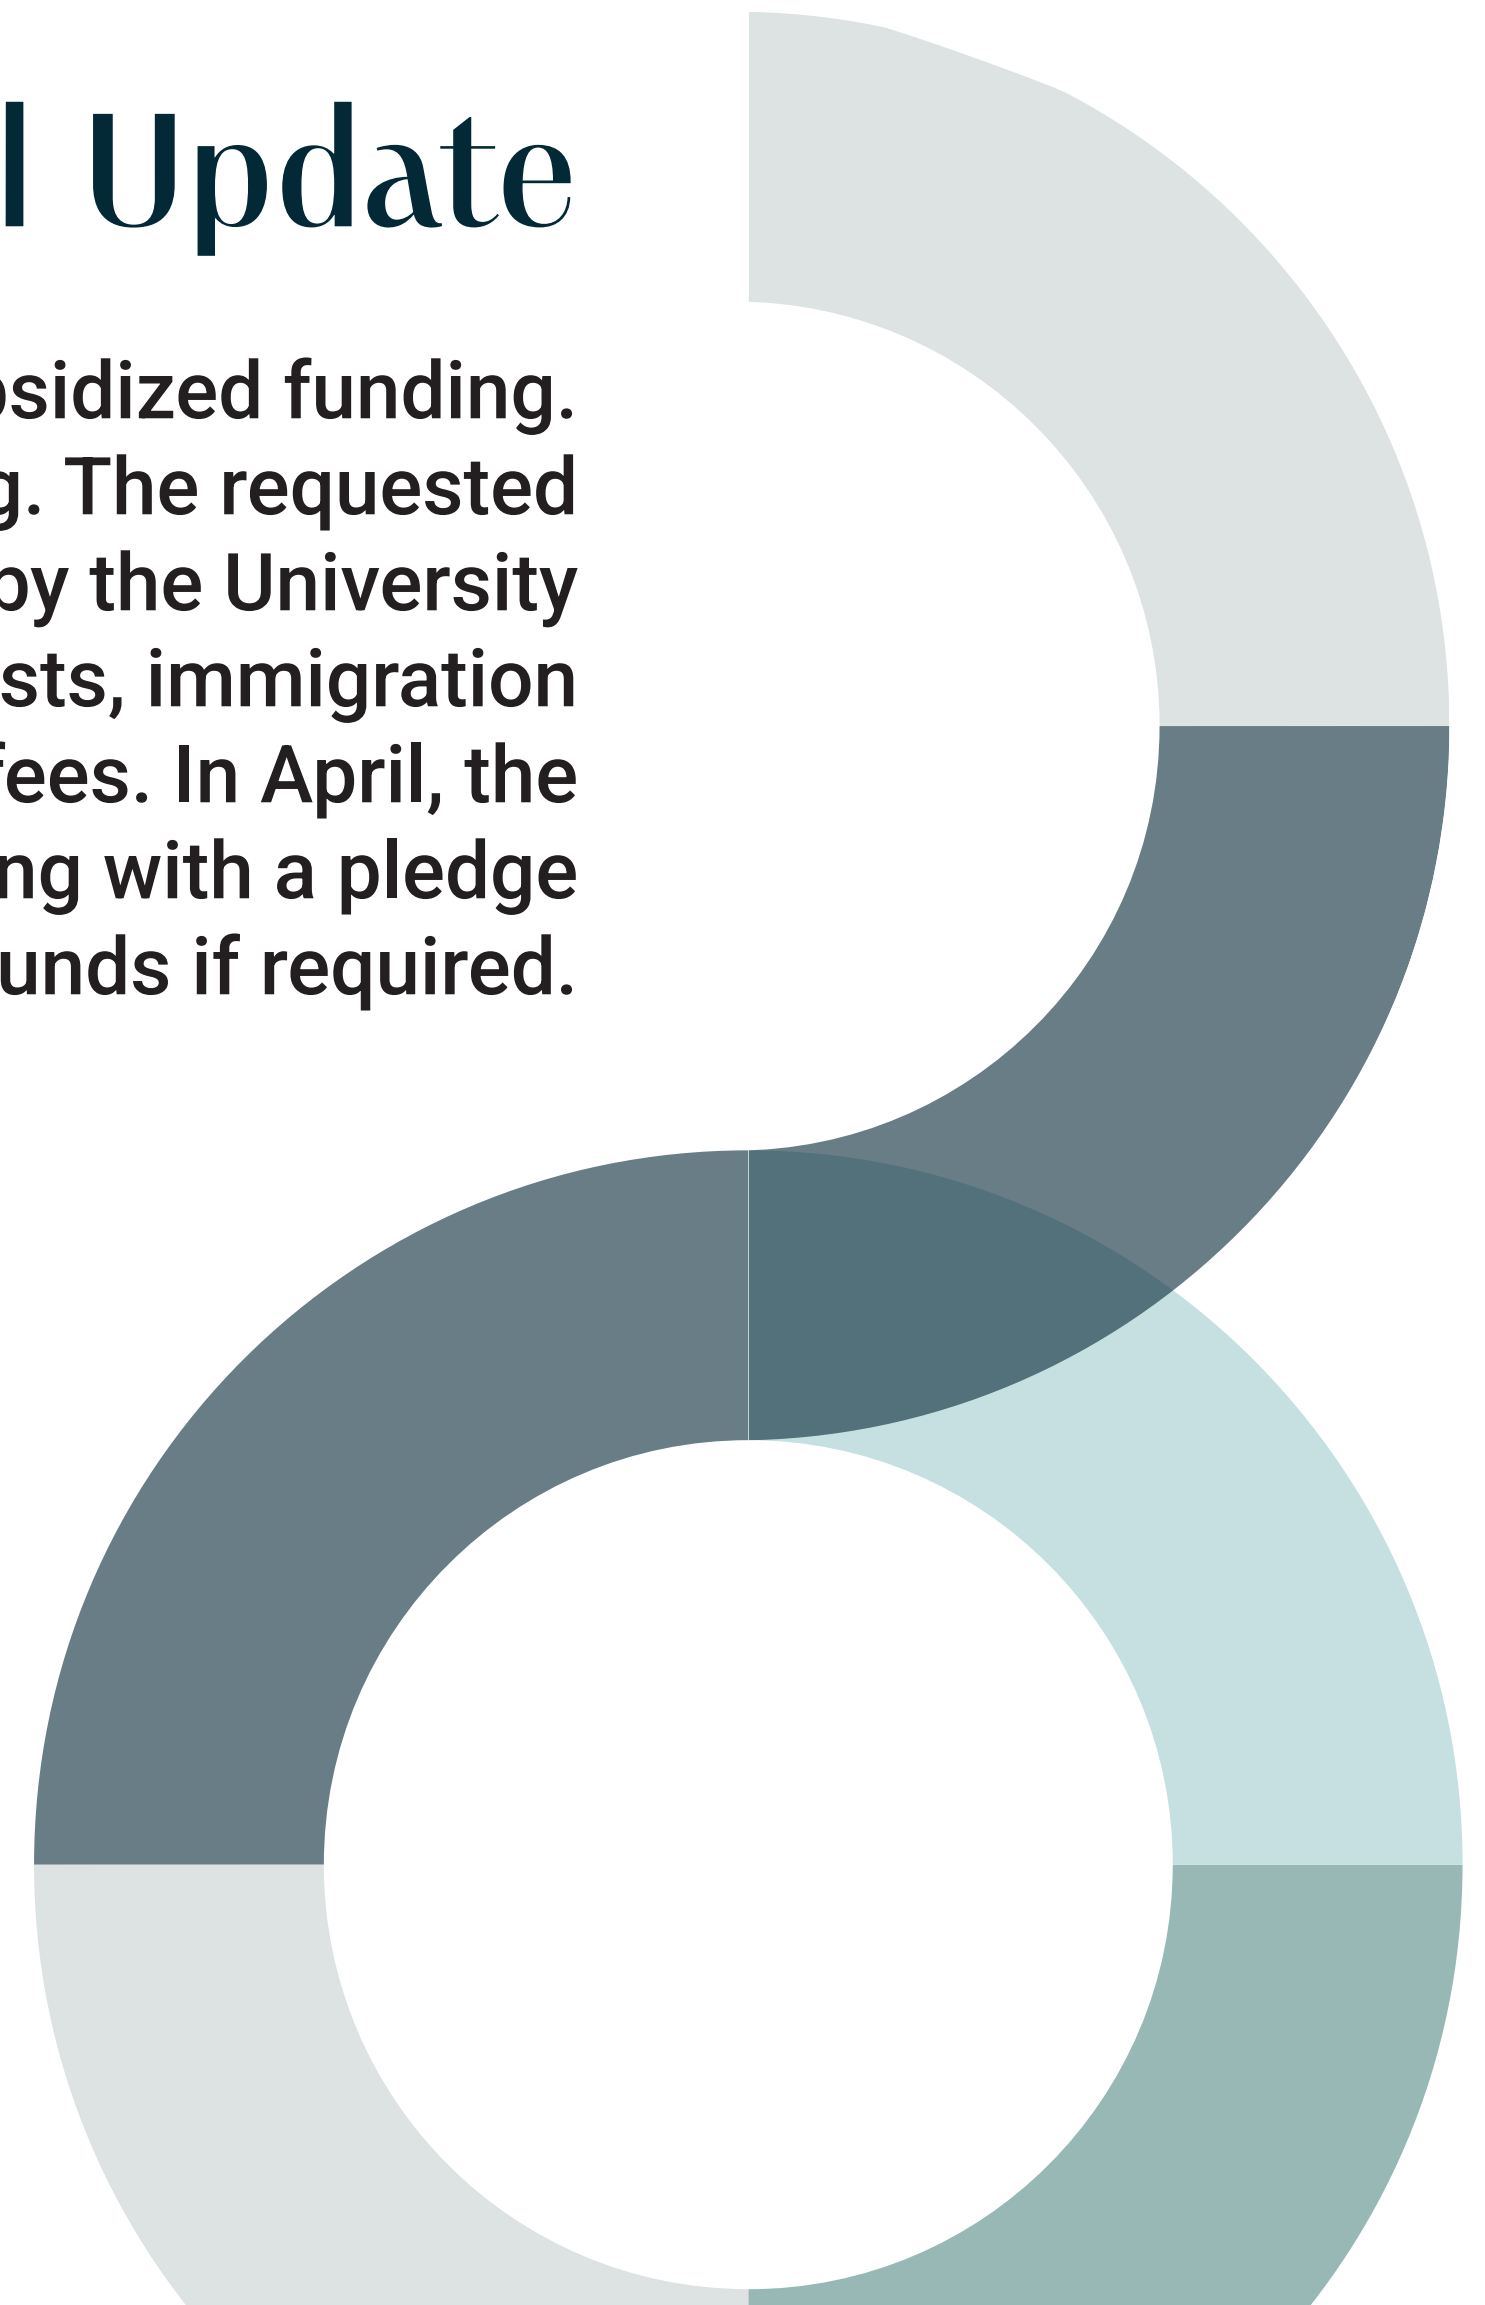 l Update
sidized funding.
g. The requested
by the University
sts, immigration
fees. In April, the
ng with a pledge
unds if required.